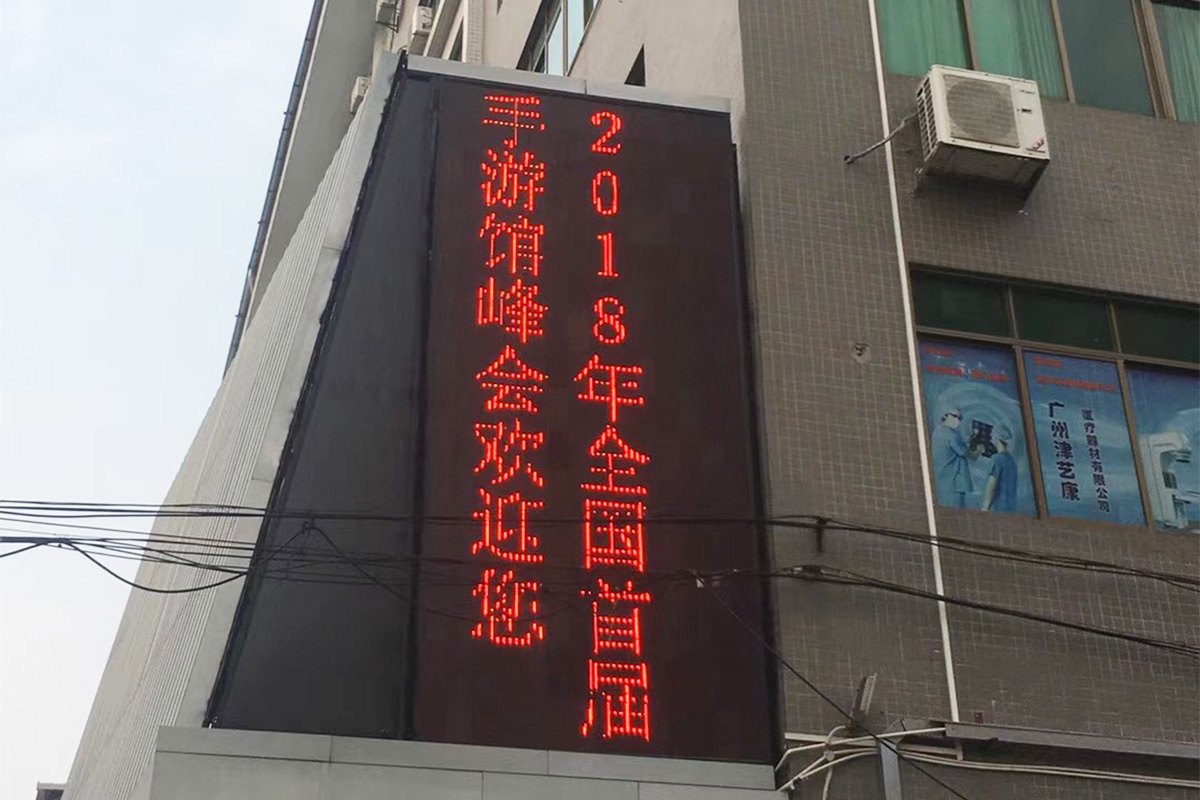 2018年全国首届
手游馆峰会欢迎您
广州津艺康
医疗器材有限公司